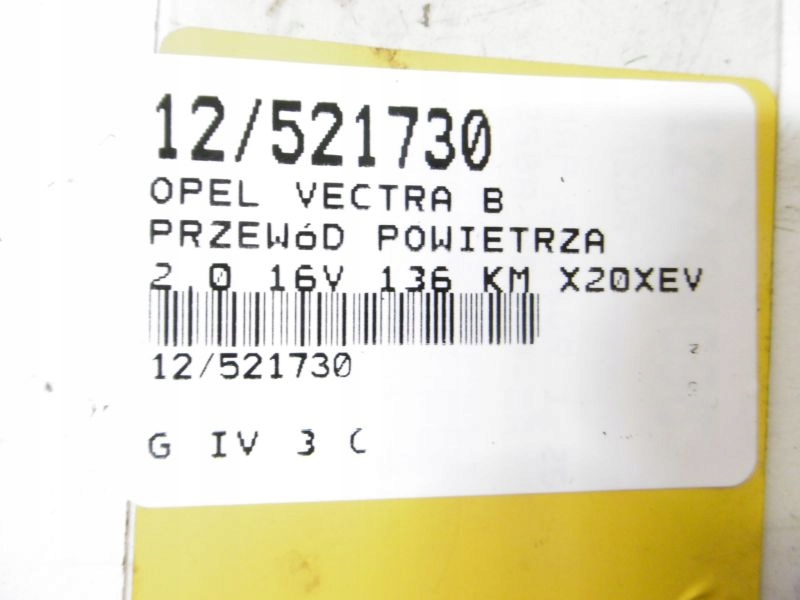 12/521730
OPEL VECTRA B
PRZEWóD POWIETRZA
2.0 16V 136 KM X20XEV
12/521730
G IV 3 C